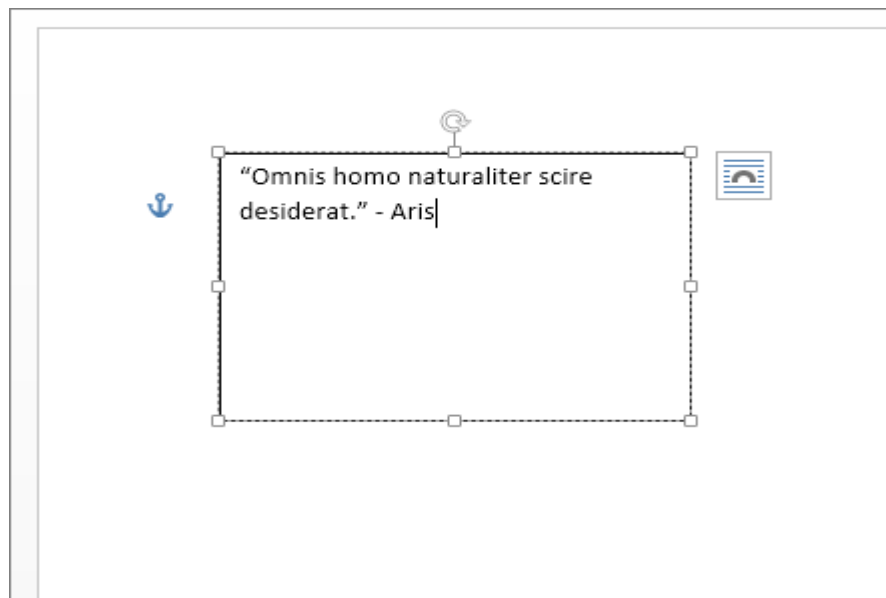 “Omnis homo naturaliter scire
desiderat.” - Aris